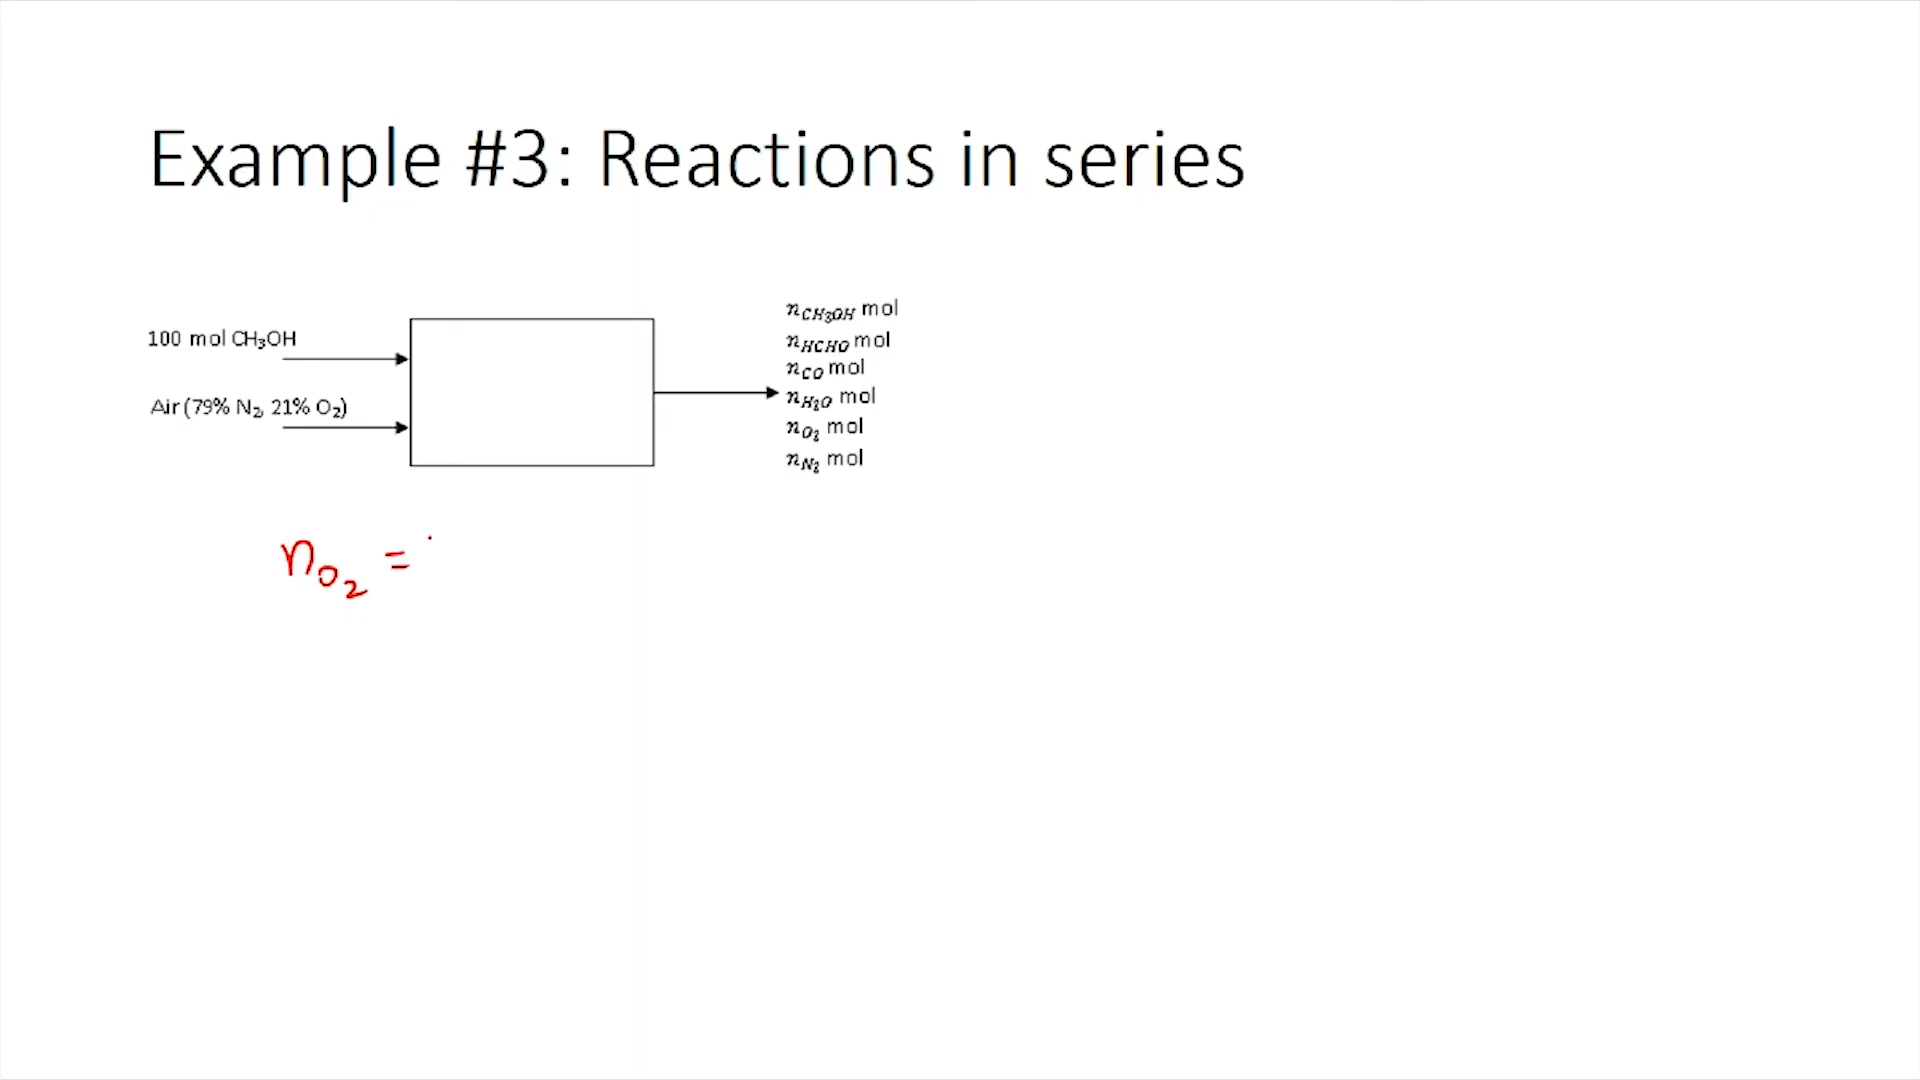 Example #3: Reactions in series
100 mol CH₃OH
Air (79% N₂, 21% O₂)
n_CH₃OH mol
n_HCHO mol
n_CO mol
n_H₂O mol
n_O₂ mol
n_N₂ mol
n_O₂ =